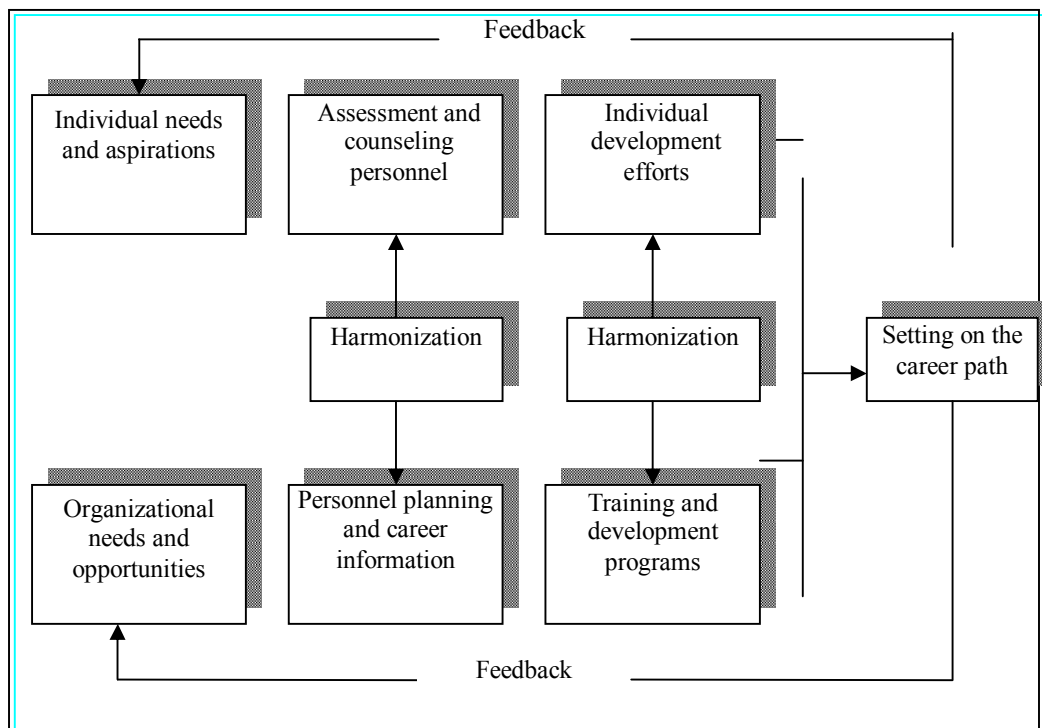 Feedback
Individual needs
and aspirations
Assessment and
counseling
personnel
Individual
development
efforts
Harmonization
Harmonization
Setting on the
career path
Organizational
needs and
opportunities
Personnel planning
and career
information
Training and
development
programs
Feedback